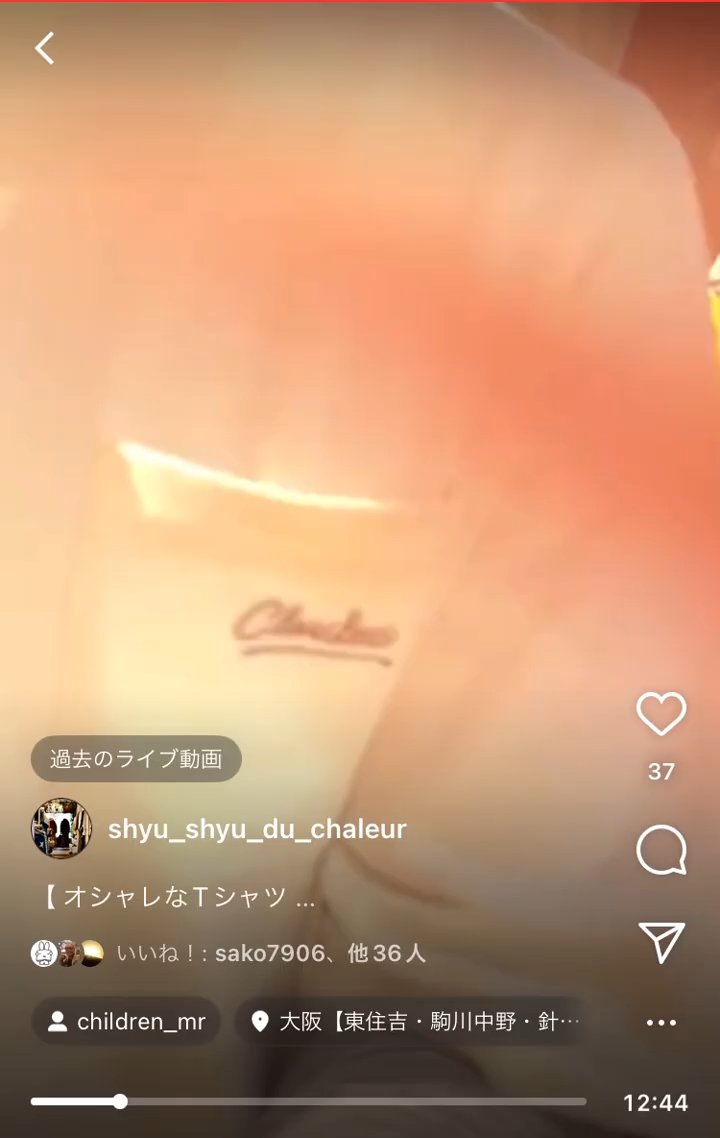 過去のライブ動画
shyu_shyu_du_chaleur
【 オシャレなTシャツ ...
いいね！: sako7906、他36人
children_mr
大阪【東住吉・駒川中野・針…
37
12:44